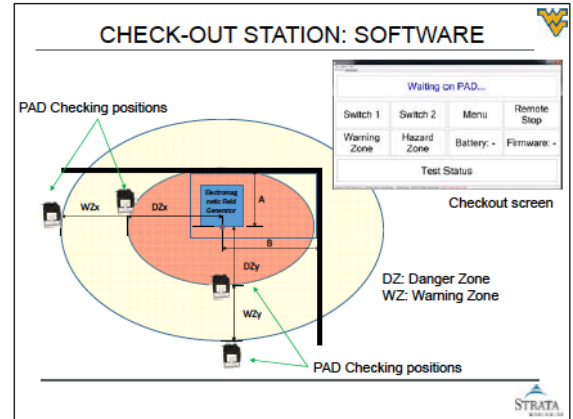 CHECK-OUT STATION: SOFTWARE
Waiting on PAD...
Switch 1
Switch 2
Menu
Remote
Stop
Warning
Zone
Hazard
Zone
Battery: -
Firmware: -
Test Status
Checkout screen
PAD Checking positions
Electromag
netic Field
Generator
A
B
WZx
DZx
DZy
WZy
DZ: Danger Zone
WZ: Warning Zone
PAD Checking positions
STRATA